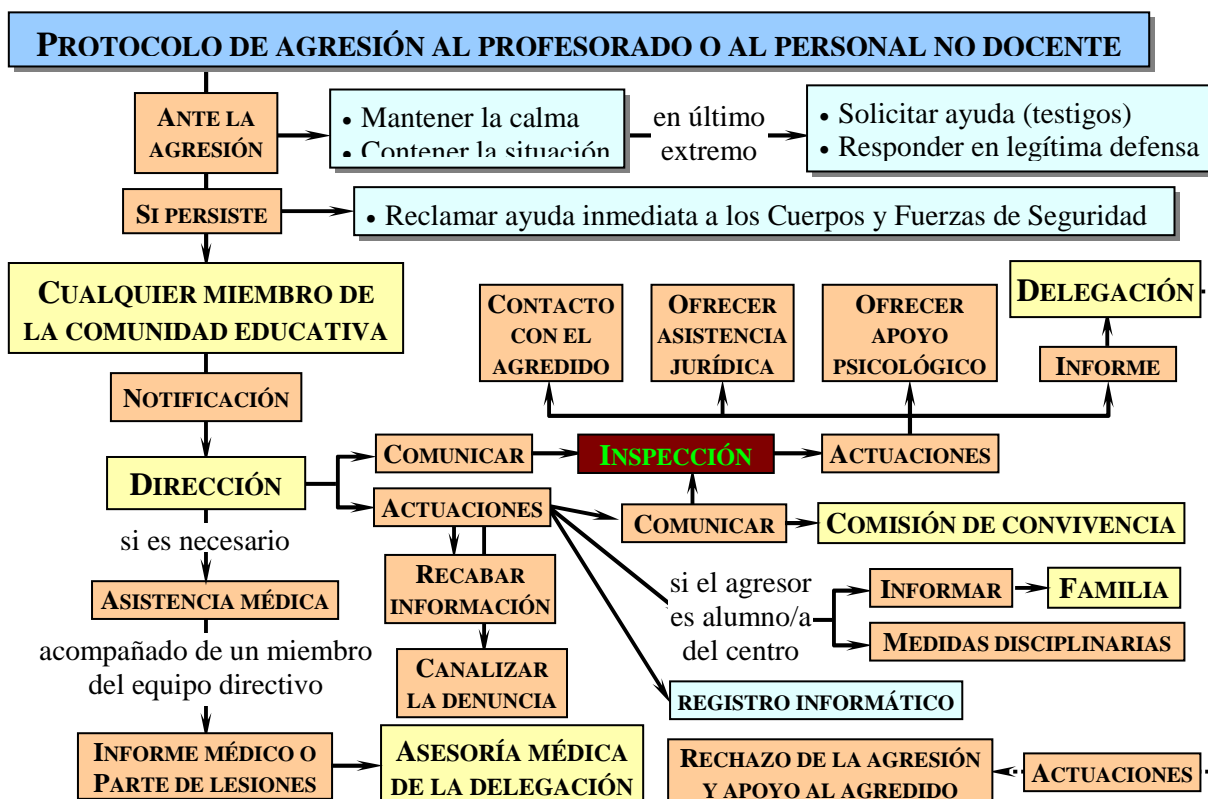 PROTOCOLO DE AGRESIÓN AL PROFESORADO O AL PERSONAL NO DOCENTE
ANTE LA
AGRESIÓN
• Mantener la calma
• Contener la situación
en último
extremo
• Solicitar ayuda (testigos)
• Responder en legítima defensa
SI PERSISTE
• Reclamar ayuda inmediata a los Cuerpos y Fuerzas de Seguridad
CUALQUIER MIEMBRO DE
LA COMUNIDAD EDUCATIVA
CONTACTO
CON EL
AGREDIDO
OFRECER
ASISTENCIA
JURÍDICA
OFRECER
APOYO
PSICOLÓGICO
DELEGACIÓN
INFORME
NOTIFICACIÓN
DIRECCIÓN
COMUNICAR
INSPECCIÓN
ACTUACIONES
ACTUACIONES
COMUNICAR
COMISIÓN DE CONVIVENCIA
si es necesario
ASISTENCIA MÉDICA
RECABAR
INFORMACIÓN
si el agresor
es alumno/a
del centro
INFORMAR
FAMILIA
MEDIDAS DISCIPLINARIAS
acompañado de un miembro
del equipo directivo
CANALIZAR
LA DENUNCIA
REGISTRO INFORMÁTICO
INFORME MÉDICO O
PARTE DE LESIONES
ASESORÍA MÉDICA
DE LA DELEGACIÓN
RECHAZO DE LA AGRESIÓN
Y APOYO AL AGREDIDO
ACTUACIONES